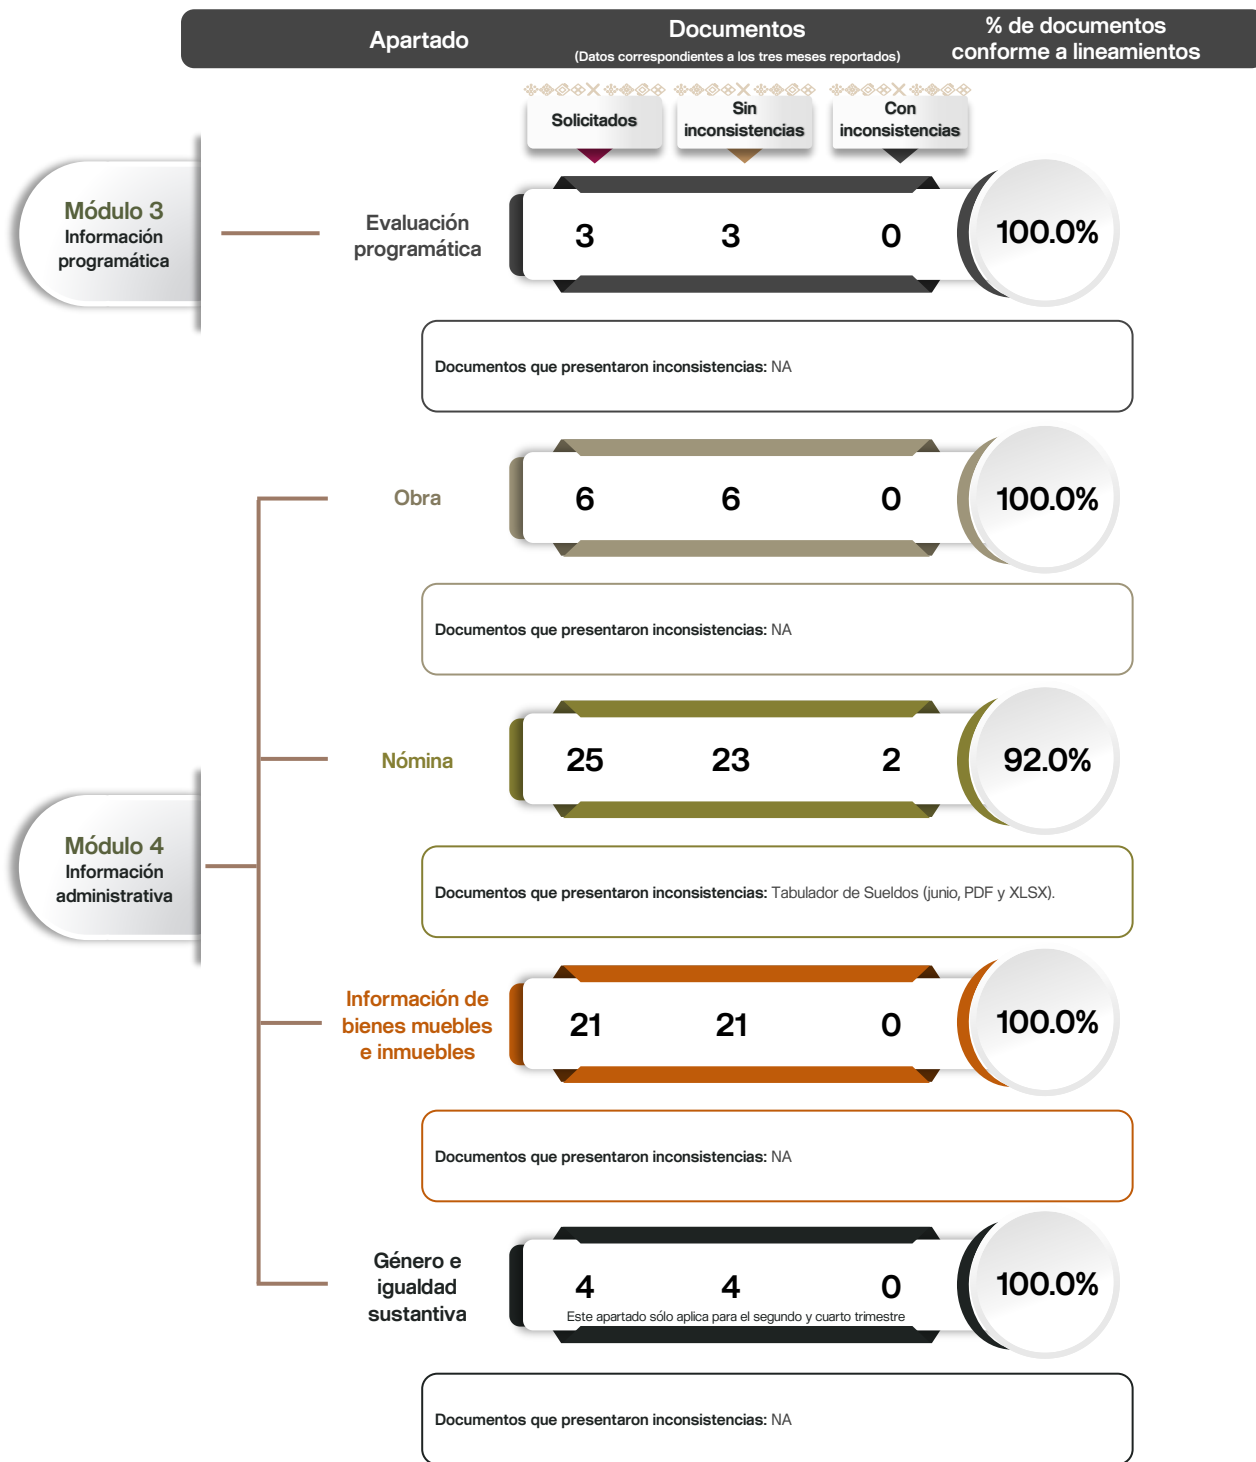 Apartado
Documentos
(Datos correspondientes a los tres meses reportados)
% de documentos
conforme a lineamientos
Solicitados
Sin
inconsistencias
Con
inconsistencias
Módulo 3
Información
programática
Evaluación
programática
3
3
0
100.0%
Documentos que presentaron inconsistencias: NA
Obra
6
6
0
100.0%
Documentos que presentaron inconsistencias: NA
Nómina
25
23
2
92.0%
Módulo 4
Información
administrativa
Documentos que presentaron inconsistencias: Tabulador de Sueldos (junio, PDF y XLSX).
Información de
bienes muebles
e inmuebles
21
21
0
100.0%
Documentos que presentaron inconsistencias: NA
Género e
igualdad
sustantiva
4
4
0
100.0%
Este apartado sólo aplica para el segundo y cuarto trimestre
Documentos que presentaron inconsistencias: NA